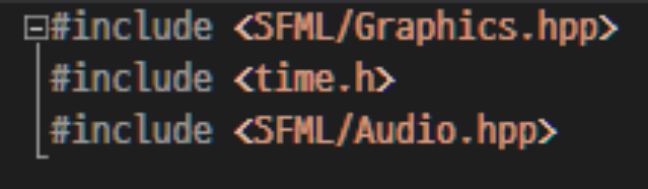 #include <SFML/Graphics.hpp>
#include <time.h>
#include <SFML/Audio.hpp>